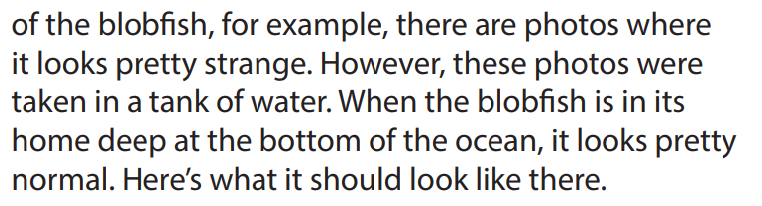 of the blobfish, for example, there are photos where
it looks pretty strange. However, these photos were
taken in a tank of water. When the blobfish is in its
home deep at the bottom of the ocean, it looks pretty
normal. Here’s what it should look like there.